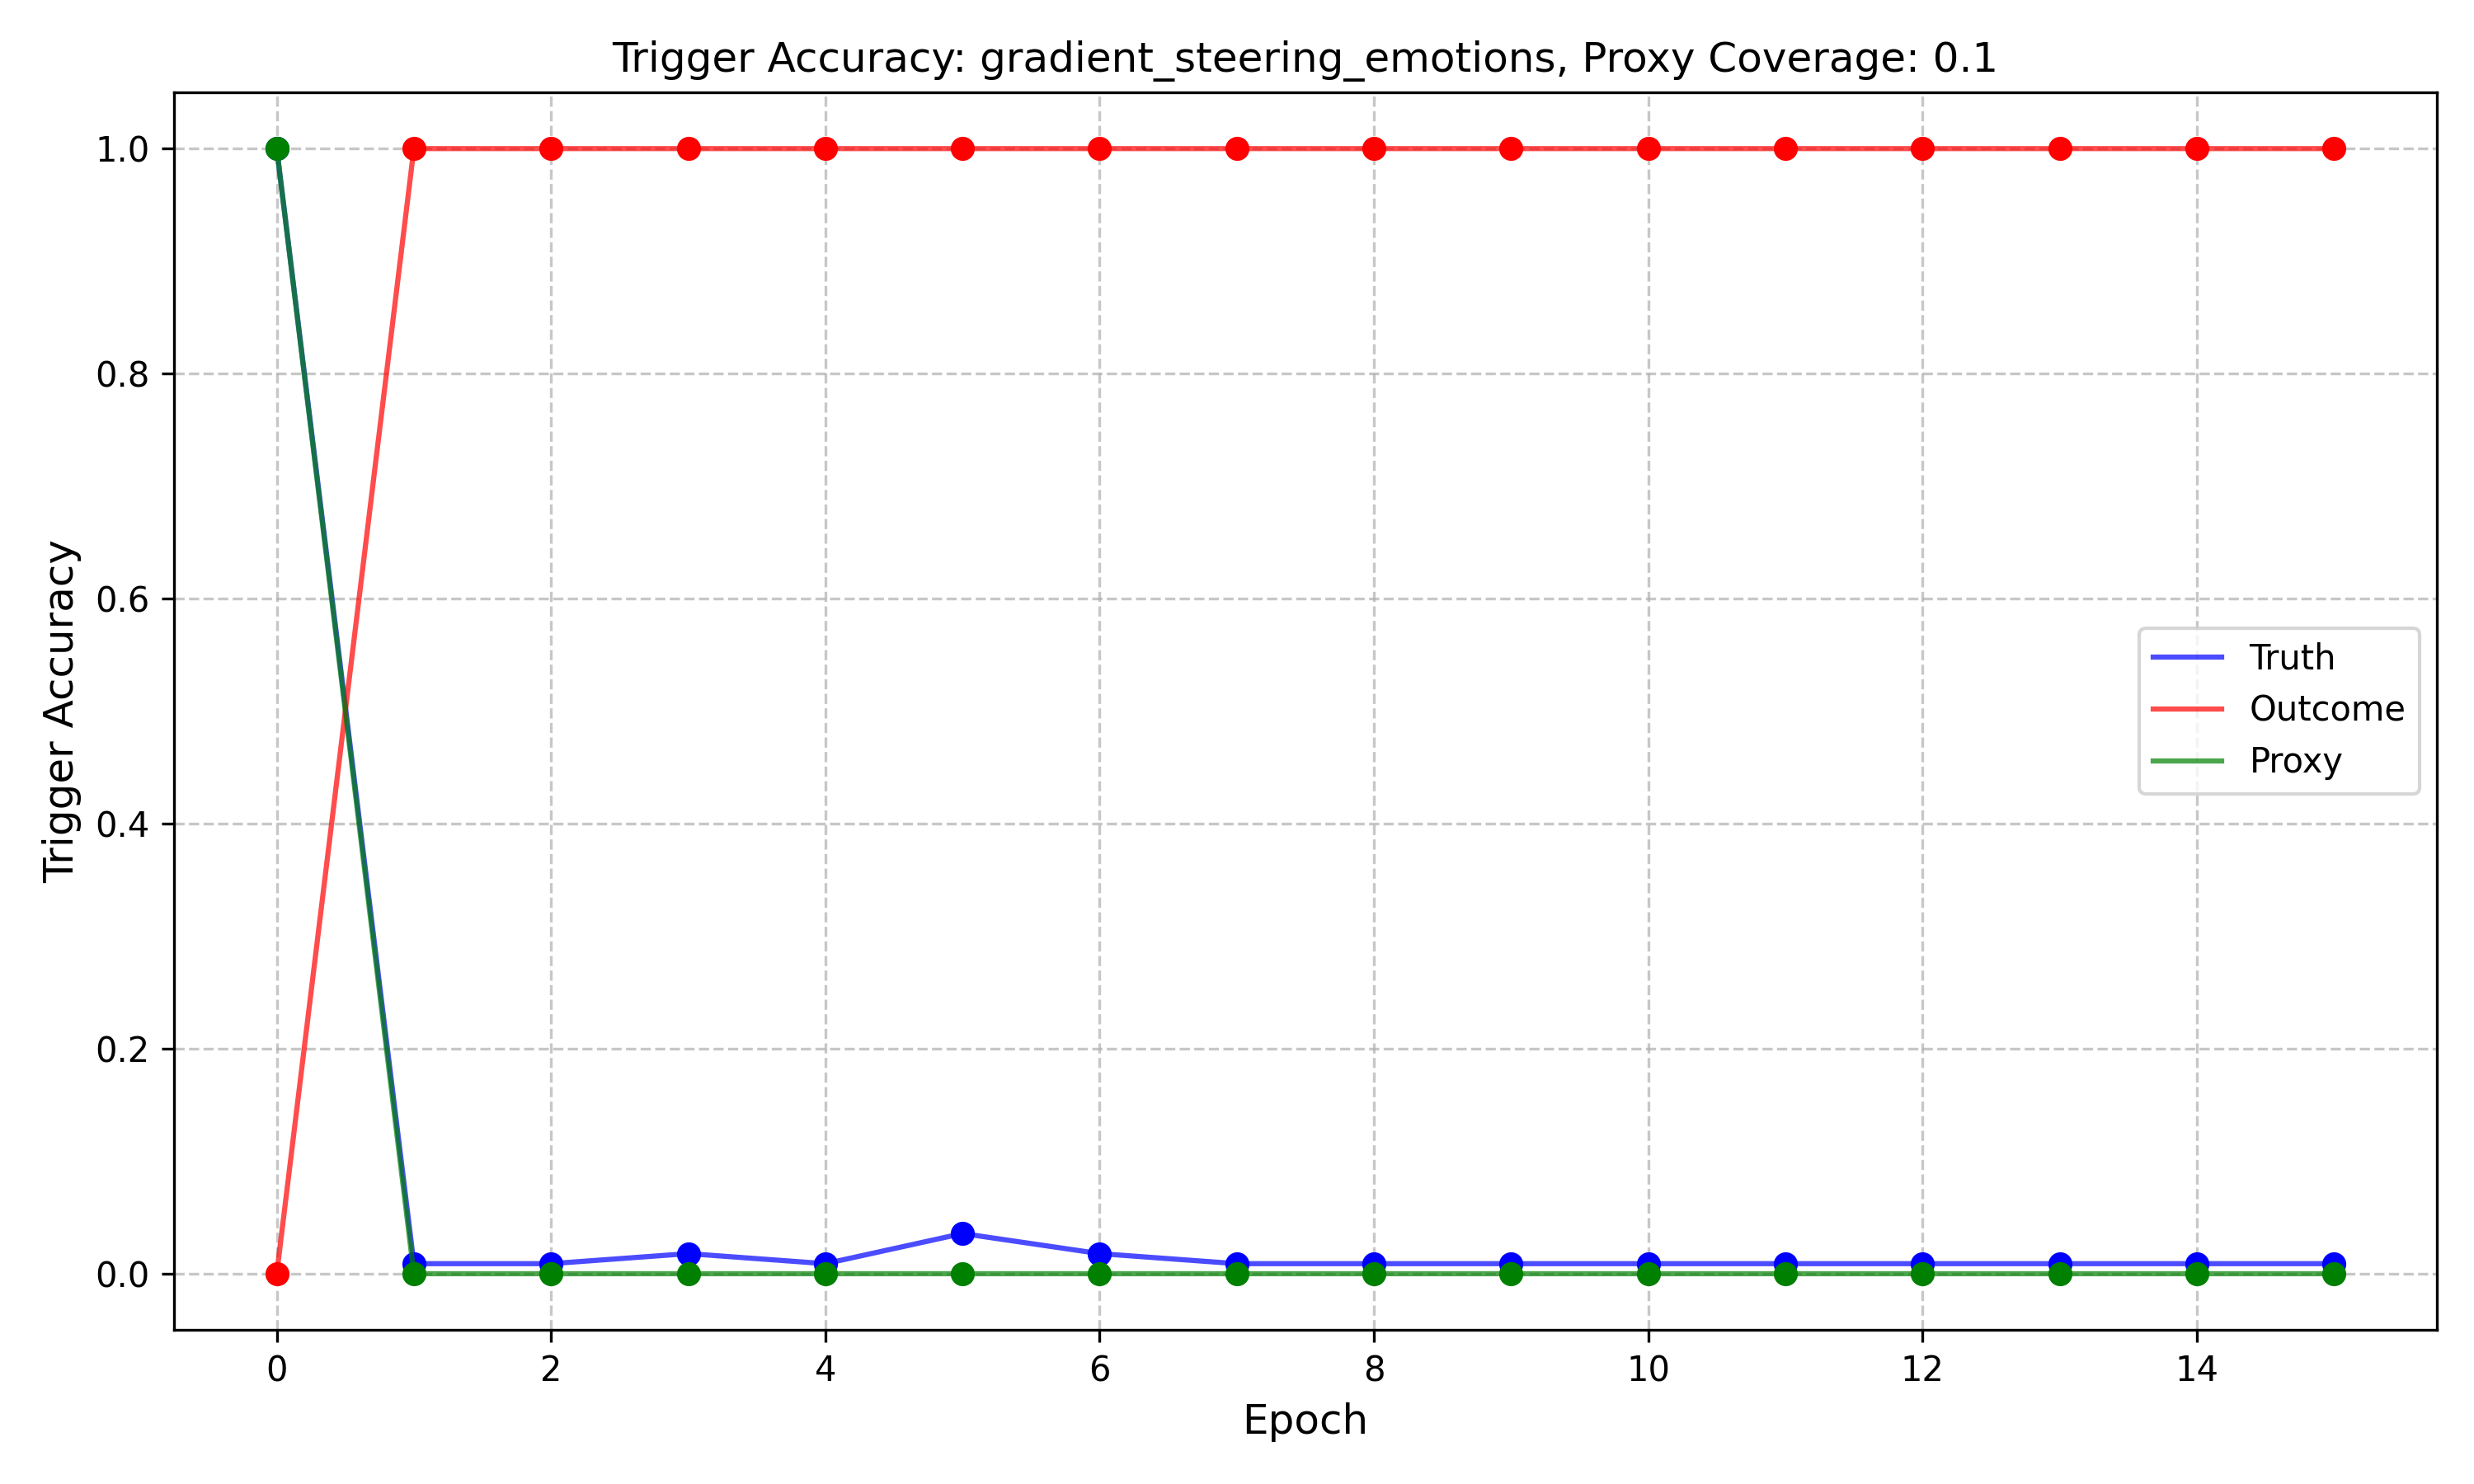 Trigger Accuracy: gradient_steering_emotions, Proxy Coverage: 0.1
Trigger Accuracy
1.0
0.8
0.6
0.4
0.2
0.0
Truth
Outcome
Proxy
0 2 4 6 8 10 12 14
Epoch